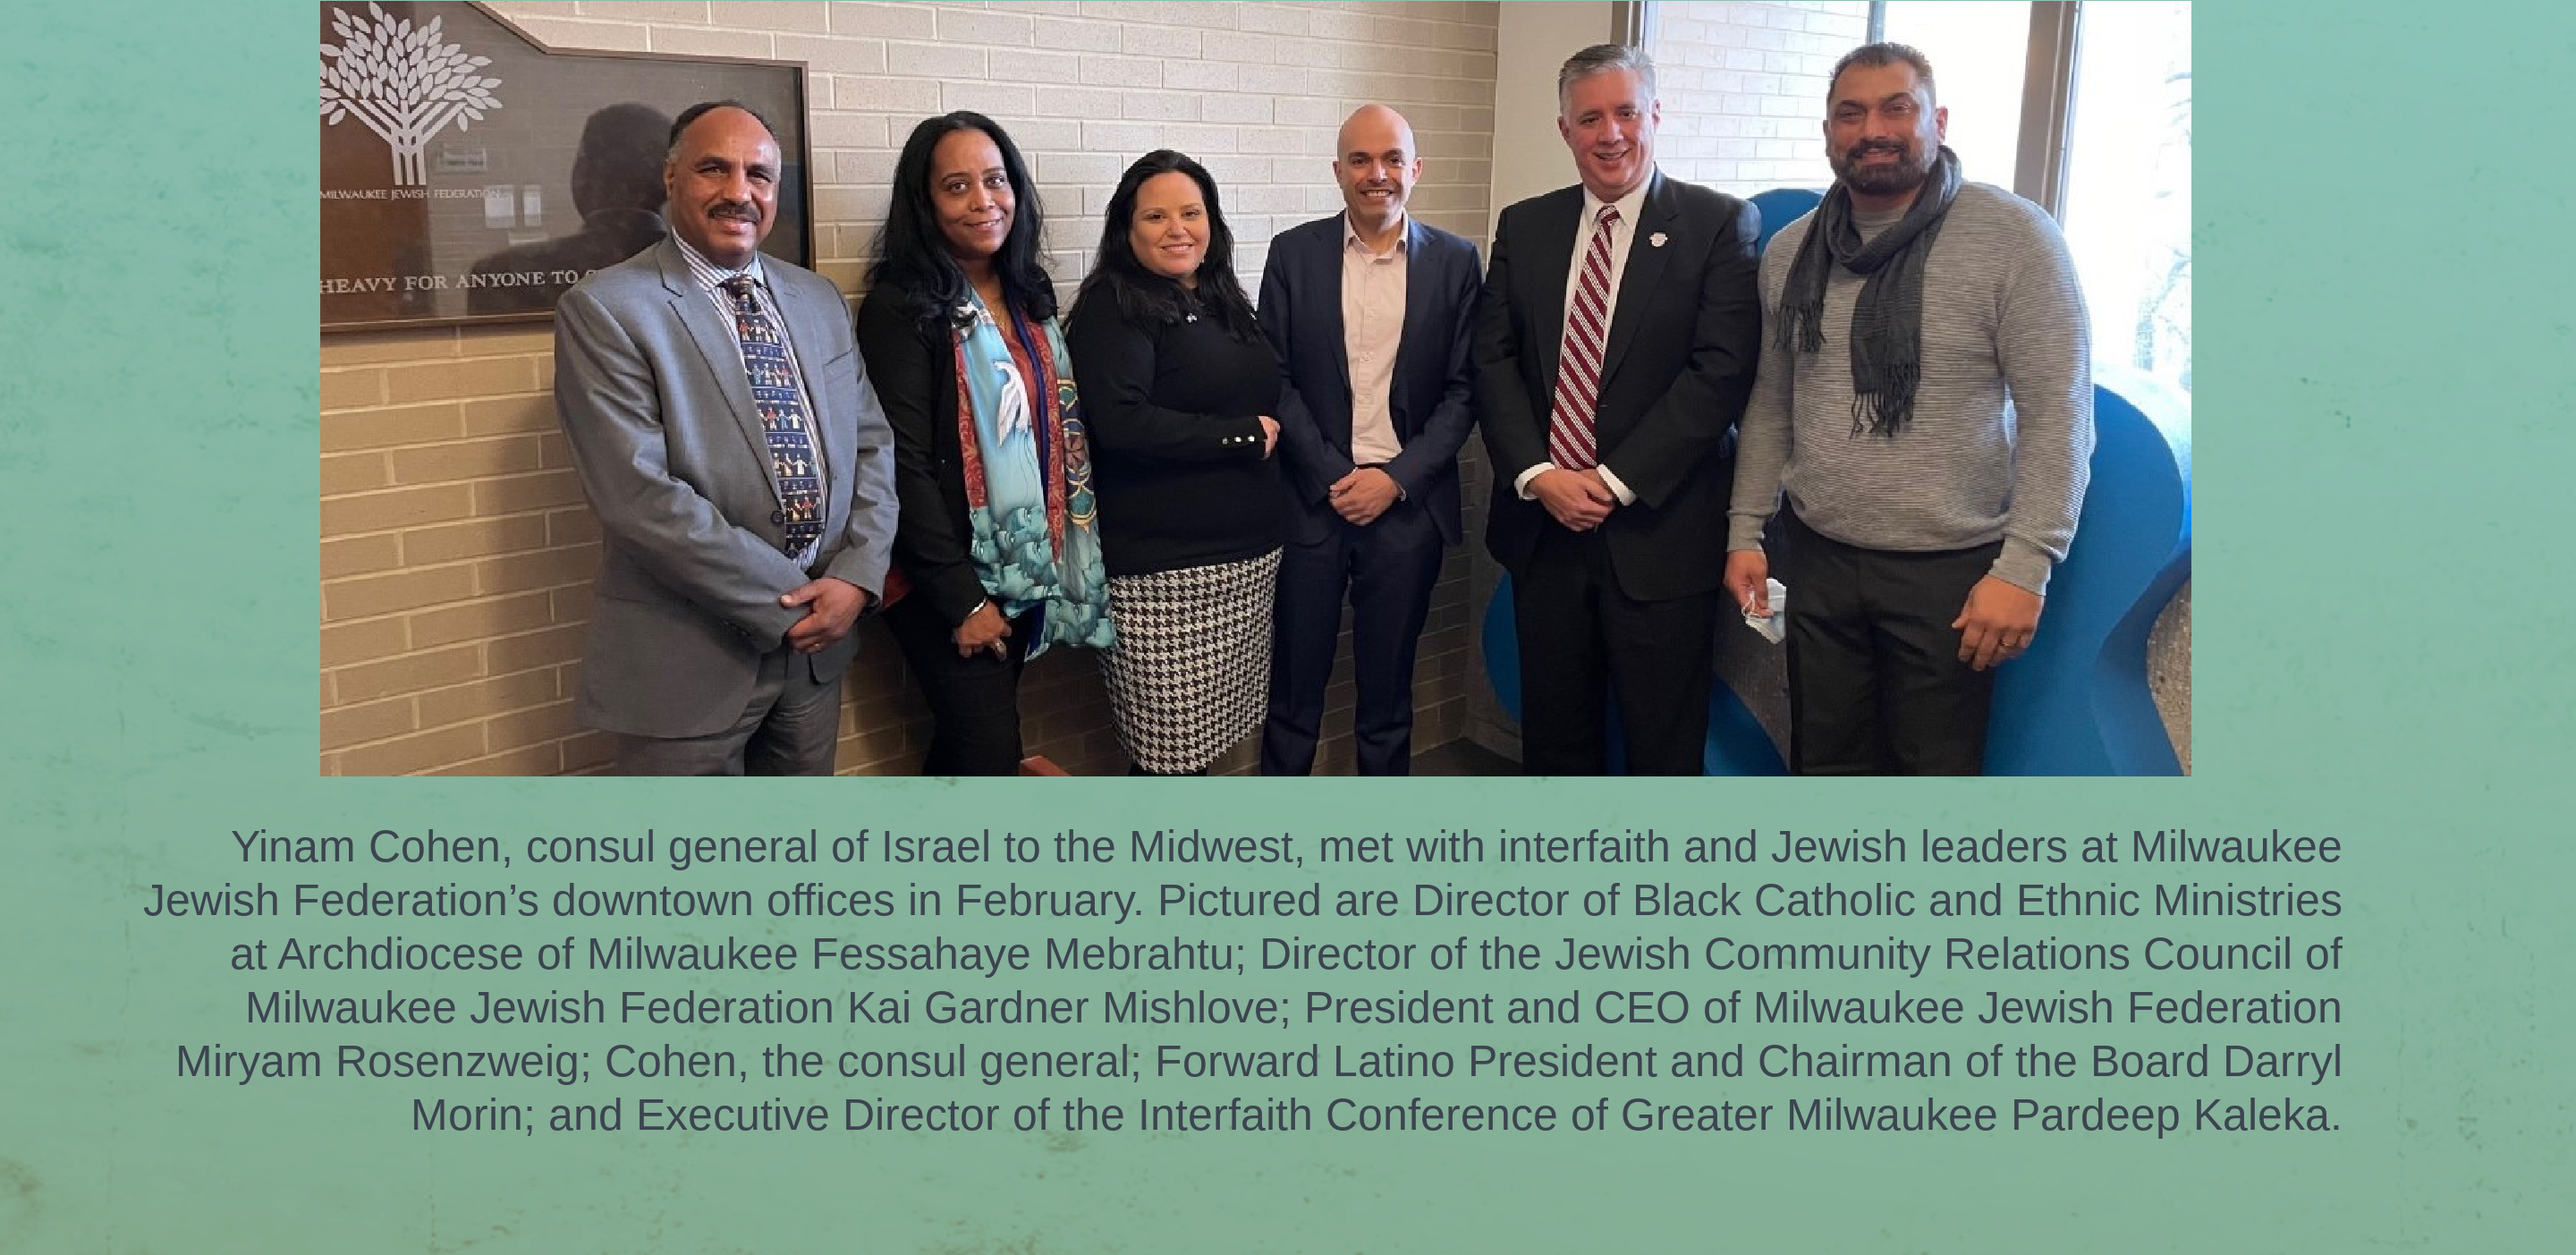 MILWAUKEE JEWISH FEDERATION
HEAVY FOR ANYONE TO
Yinam Cohen, consul general of Israel to the Midwest, met with interfaith and Jewish leaders at Milwaukee
Jewish Federation’s downtown offices in February. Pictured are Director of Black Catholic and Ethnic Ministries
at Archdiocese of Milwaukee Fessahaye Mebrahtu; Director of the Jewish Community Relations Council of
Milwaukee Jewish Federation Kai Gardner Mishlove; President and CEO of Milwaukee Jewish Federation
Miryam Rosenzweig; Cohen, the consul general; Forward Latino President and Chairman of the Board Darryl
Morin; and Executive Director of the Interfaith Conference of Greater Milwaukee Pardeep Kaleka.